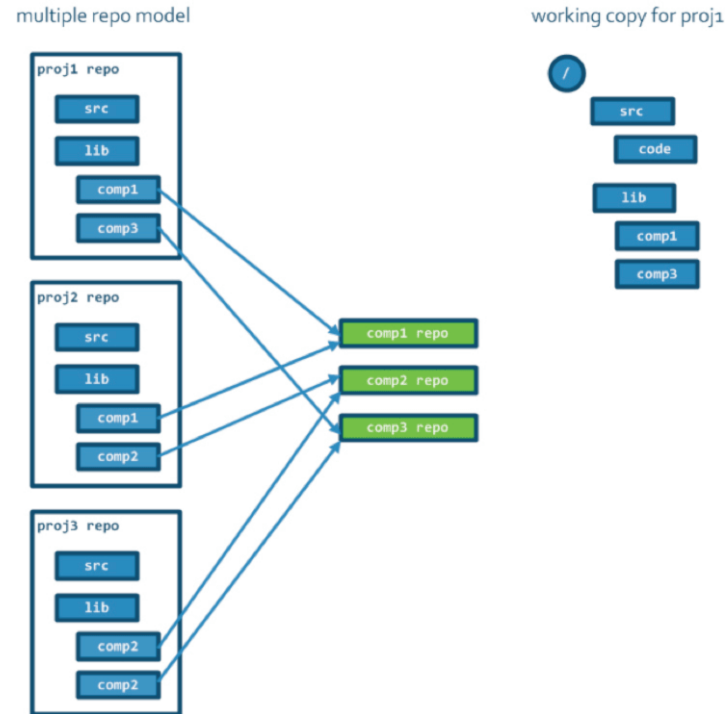 multiple repo model
working copy for proj1
proj1 repo
src
lib
comp1
comp3
proj2 repo
src
lib
comp1
comp2
proj3 repo
src
lib
comp2
comp2
comp1 repo
comp2 repo
comp3 repo
/
src
code
lib
comp1
comp3